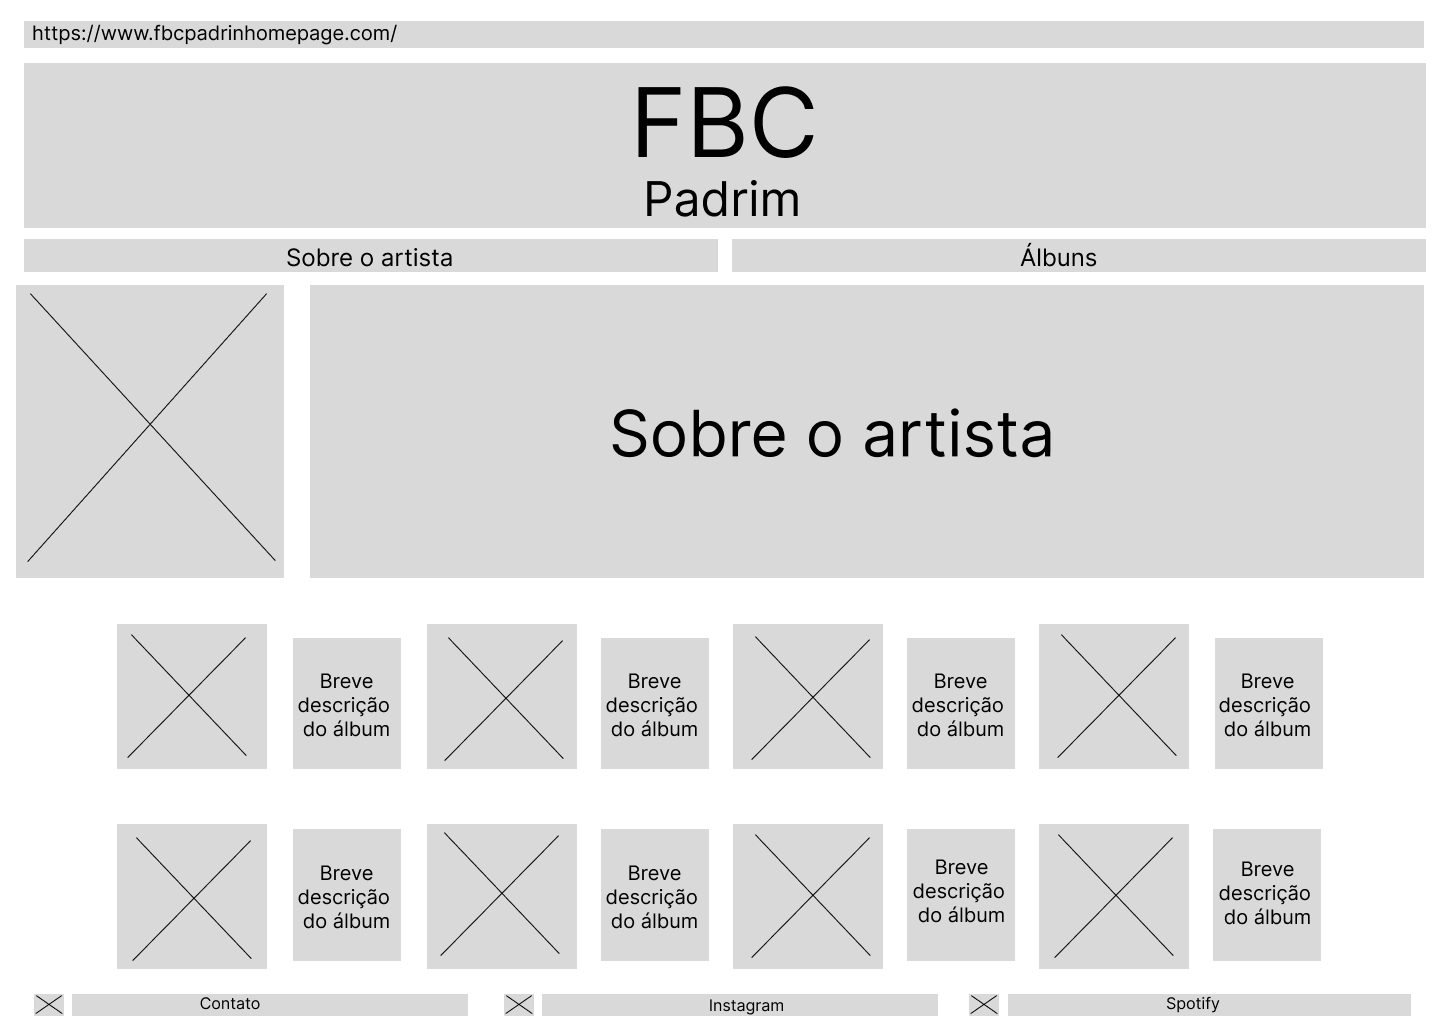 https://www.fbcpadrinhomepage.com/
FBC
Padrim
Sobre o artista
Álbuns
Sobre o artista
Breve
descrição
do álbum
Breve
descrição
do álbum
Breve
descrição
do álbum
Breve
descrição
do álbum
Breve
descrição
do álbum
Breve
descrição
do álbum
Breve
descrição
do álbum
Breve
descrição
do álbum
Contato
Instagram
Spotify